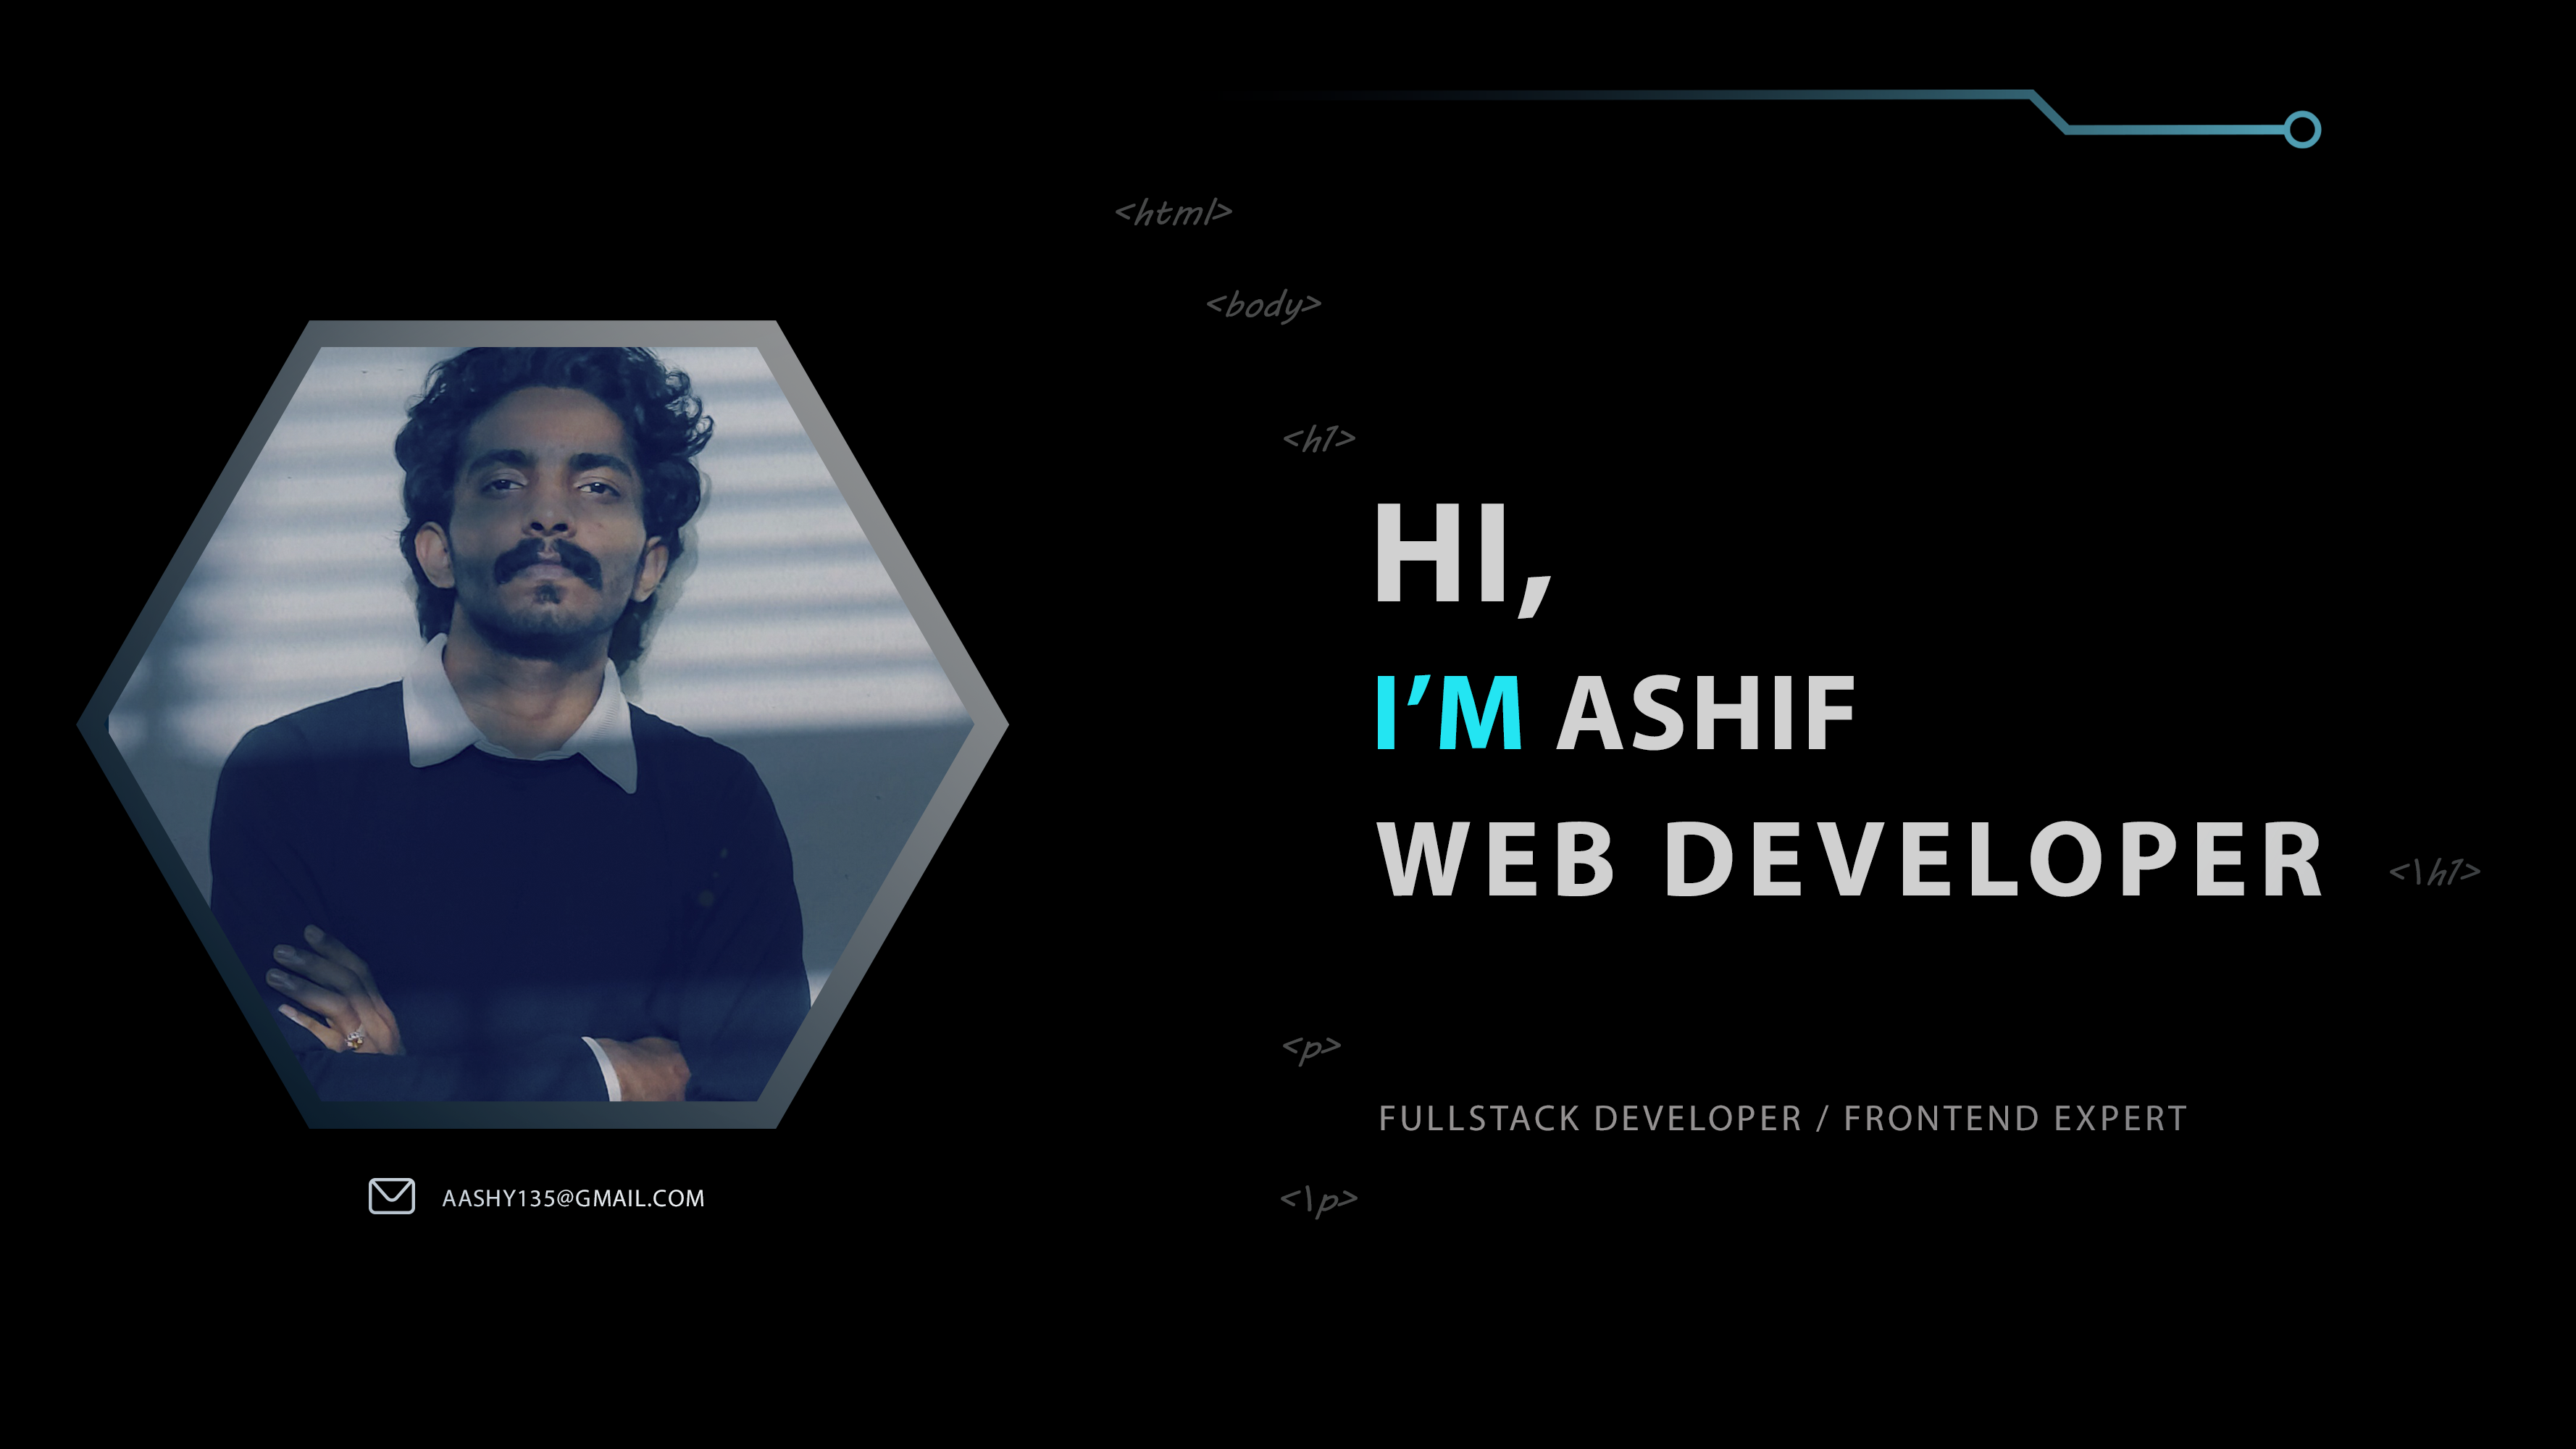 <html>
<body>
<h1>
HI,
I’M ASHIF
WEB DEVELOPER <\h1>
<p>
FULLSTACK DEVELOPER / FRONTEND EXPERT
<\p>
AASHY135@GMAIL.COM